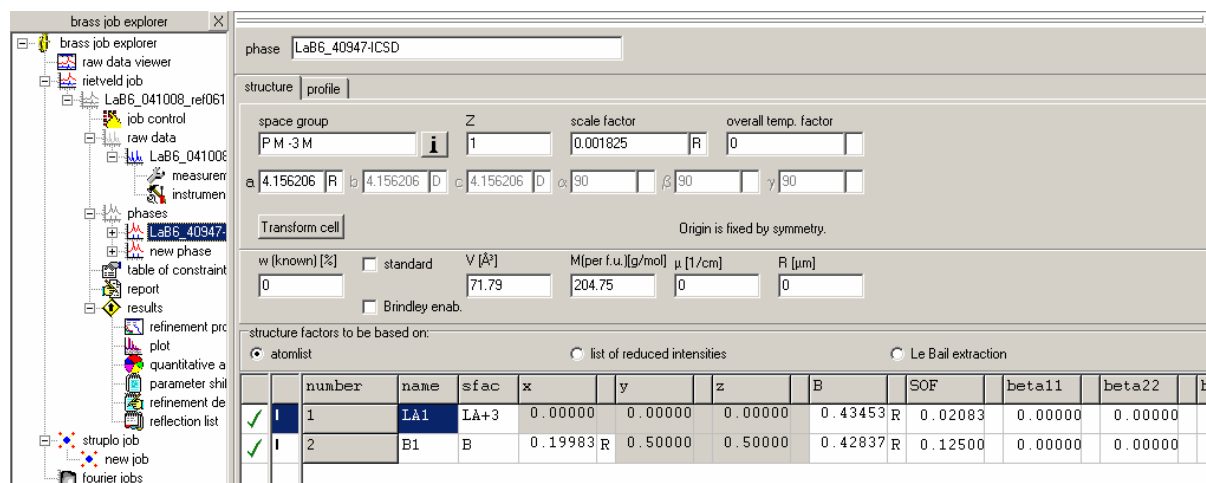 brass job explorer X
brass job explorer
raw data viewer
rietveld job
LaB6_041008_ref061
job control
raw data
LaB6_041008
measurem
instrumen
phases
LaB6_40947-
new phase
table of constraint
report
results
refinement pro
plot
quantitative a
parameter shi
refinement de
reflection list
struplo job
new job
fourier jobs
phase LaB6_40947-ICSD
structure profile
space group Z scale factor overall temp. factor
P M -3 M i 1 0.001825 R 0
a 4.156206 R b 4.156206 D c 4.156206 D α 90 β 90 γ 90
Transform cell Origin is fixed by symmetry.
w (known) [%] standard V [Å³] M(per f.u.)[g/mol] μ [1/cm] R [μm]
0 71.79 204.75 0 0
Brindley enab.
structure factors to be based on:
atomlist list of reduced intensities Le Bail extraction
number name sfac x y z B SOF beta11 beta22
1 LA1 LA+3 0.00000 0.00000 0.00000 0.43453 R 0.02083 0.00000 0.00000
2 B1 B 0.19983 R 0.50000 0.50000 0.42837 R 0.12500 0.00000 0.00000